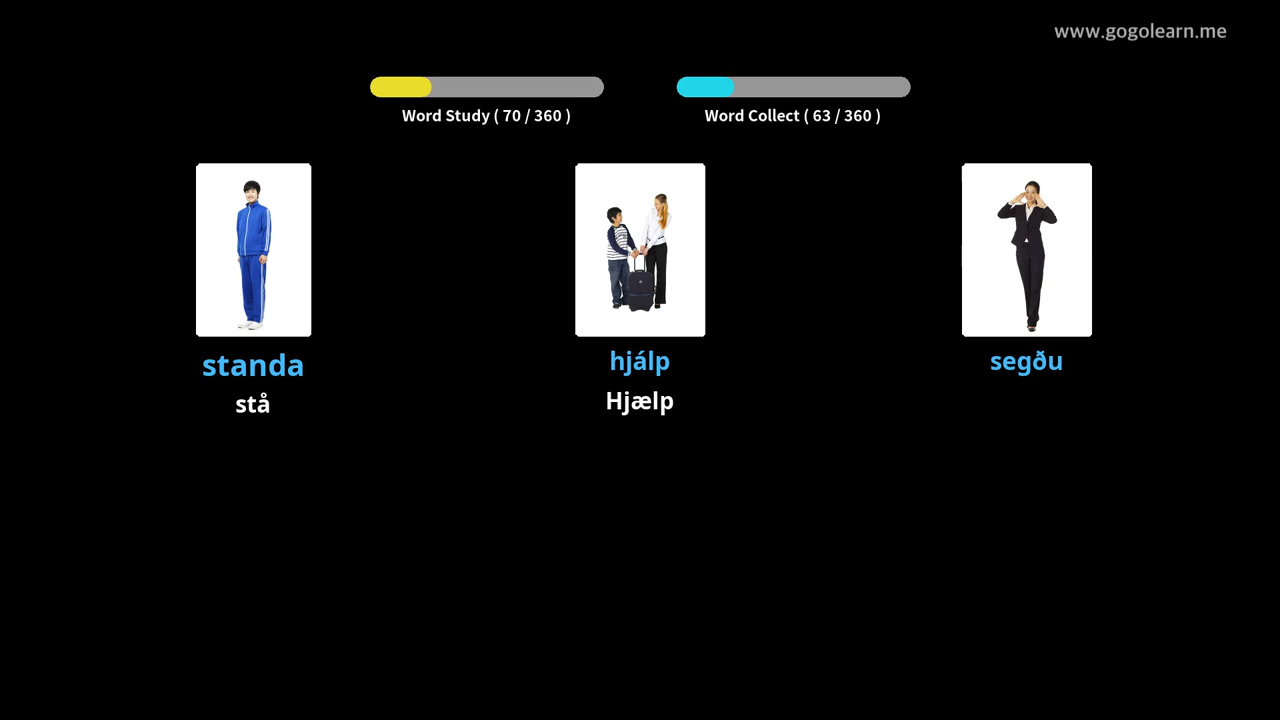 www.gogolearn.me
Word Study ( 70 / 360 )
Word Collect ( 63 / 360 )
standa
stå
hjálp
Hjælp
segðu